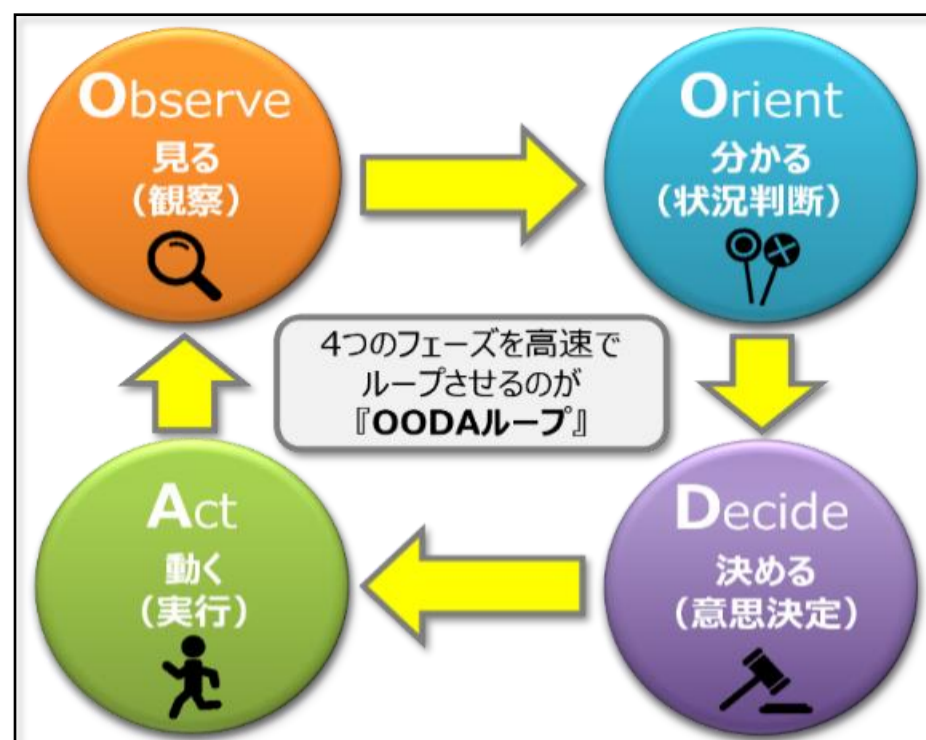 Observe
見る
（観察）
Orient
分かる
（状況判断）
4つのフェーズを高速で
ループさせるのが
『OODAループ』
Act
動く
（実行）
Decide
決める
（意思決定）